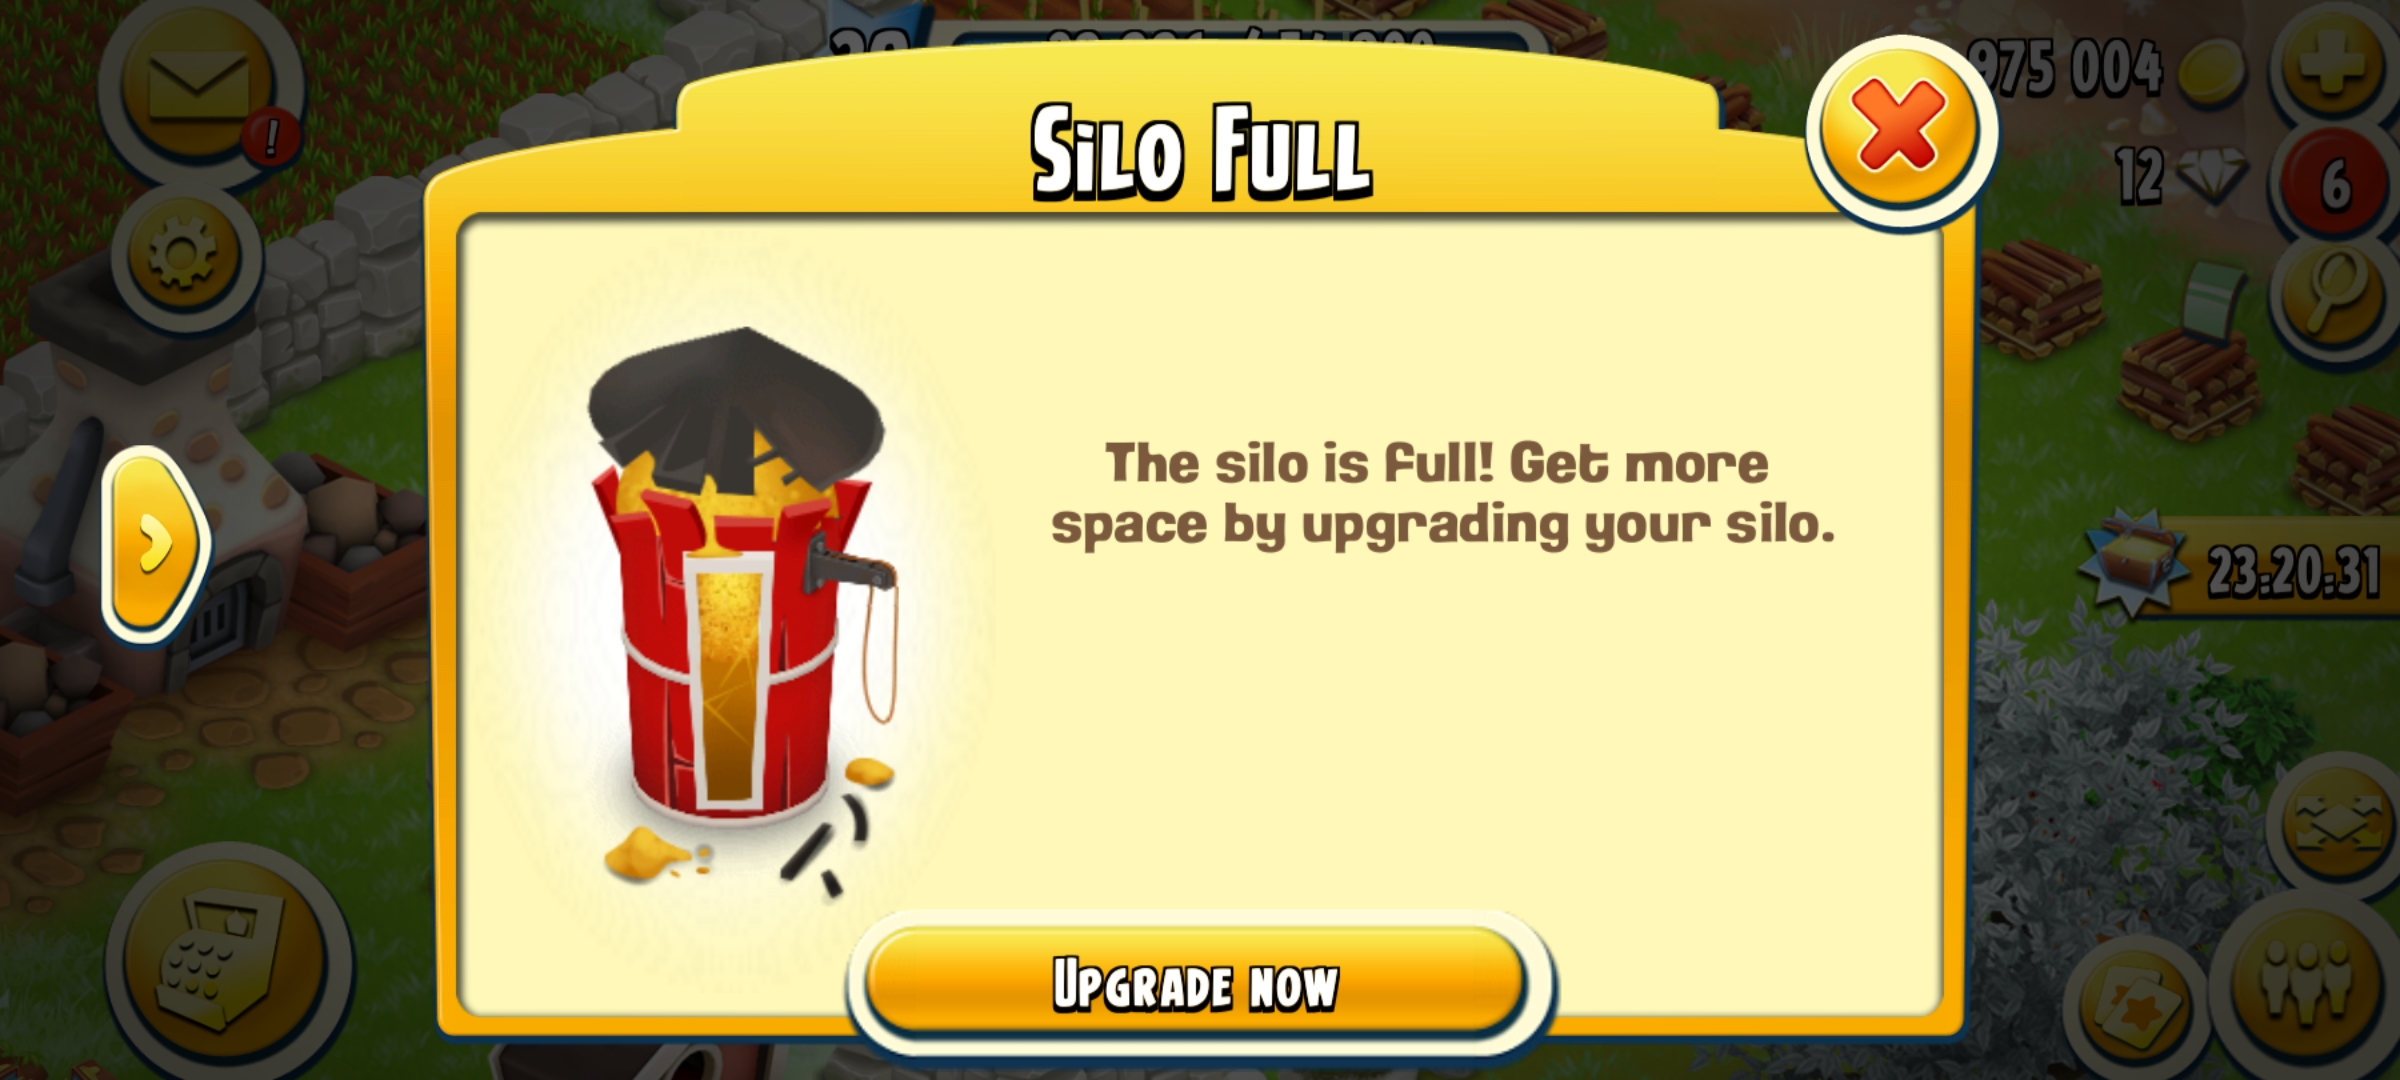 975 004
Silo Full
12
6
The silo is full! Get more
space by upgrading your silo.
23:20:31
Upgrade now